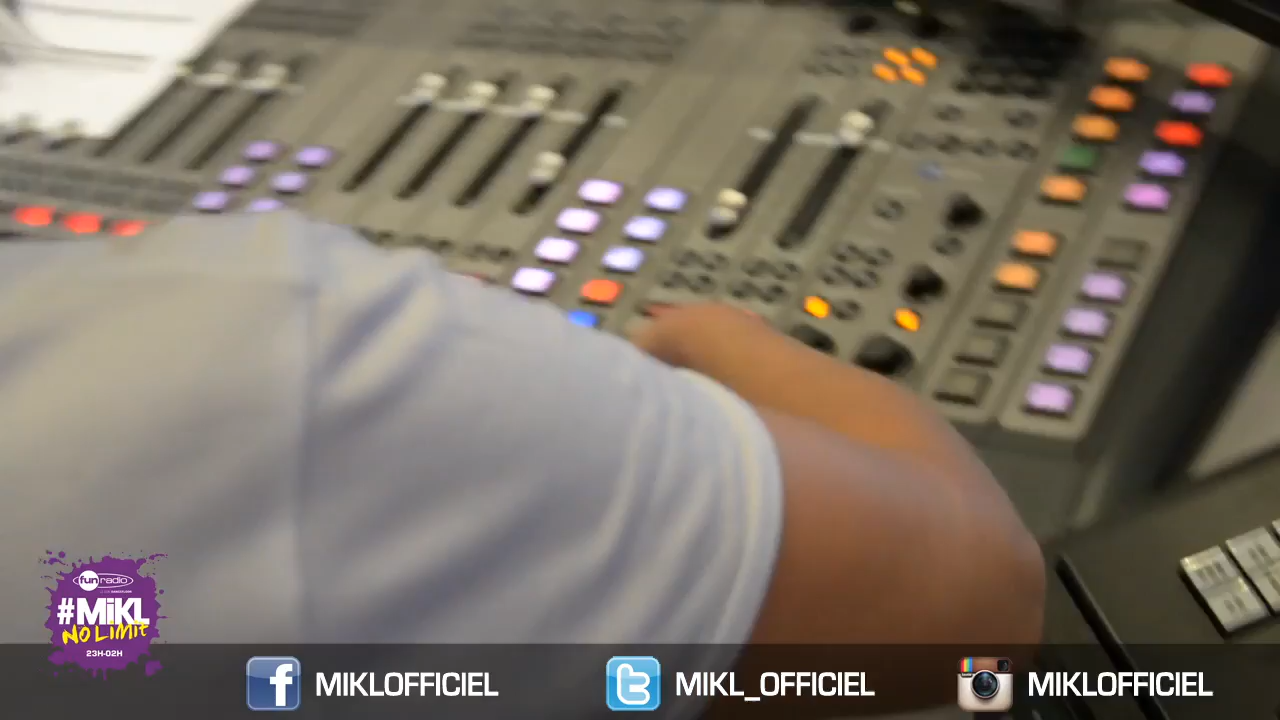 fun radio
#MiKL
NO LIMIT
23H-02H
MIKLOFFICIEL
MIKL_OFFICIEL
MIKLOFFICIEL